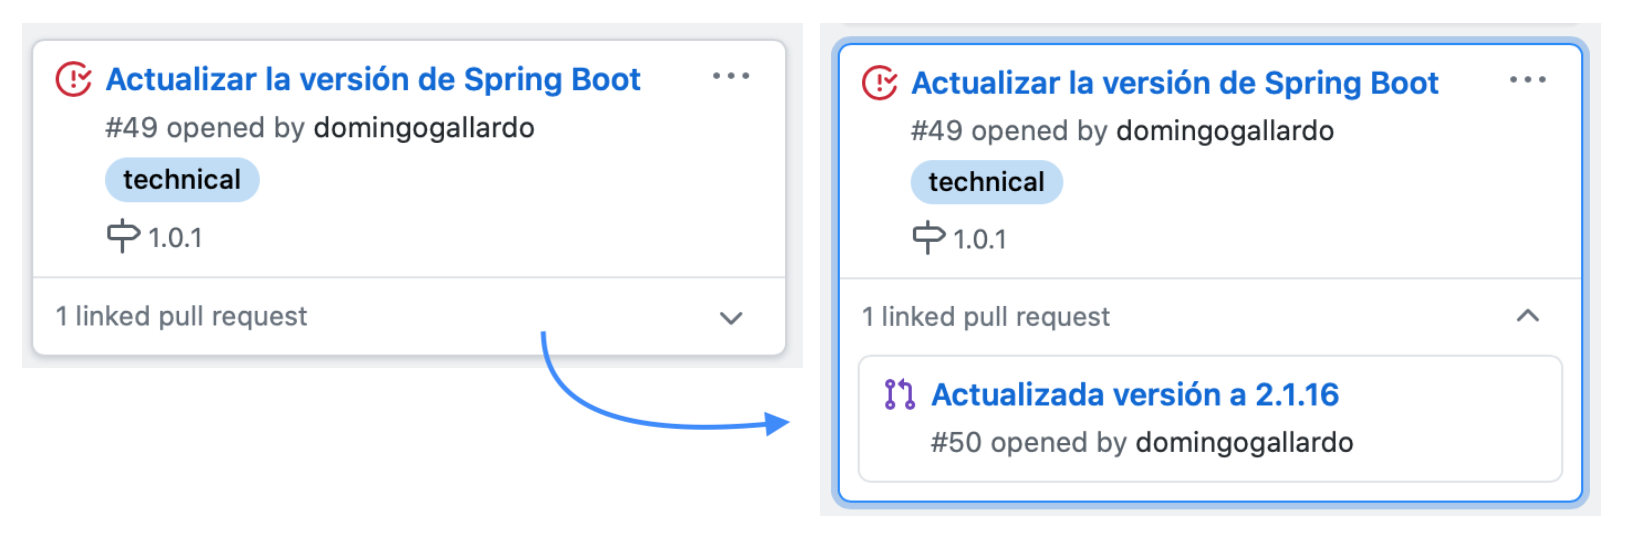 Actualizar la versión de Spring Boot
#49 opened by domingogallardo
technical
1.0.1
1 linked pull request
Actualizar la versión de Spring Boot
#49 opened by domingogallardo
technical
1.0.1
1 linked pull request
Actualizada versión a 2.1.16
#50 opened by domingogallardo